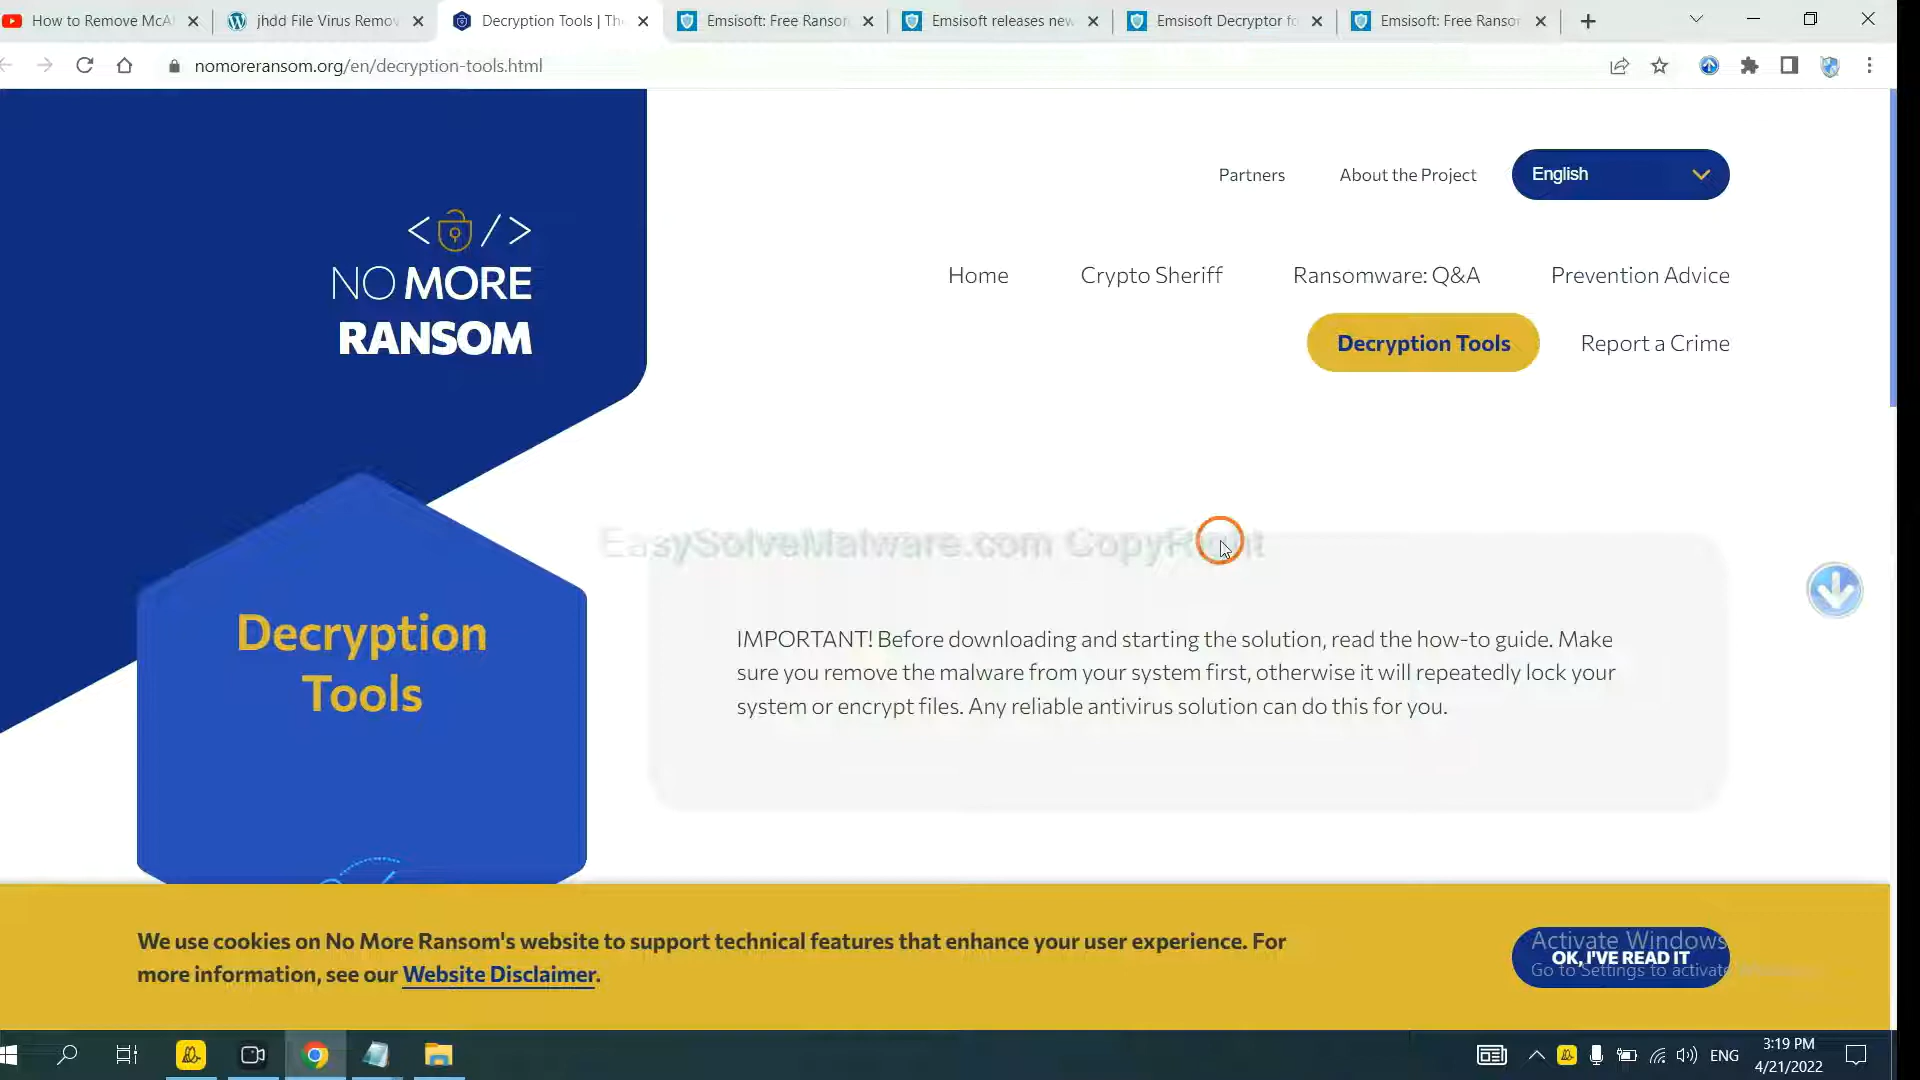 How to Remove McA
jhdd File Virus Remov
Decryption Tools | Th
Emsisoft: Free Ransor
Emsisoft releases new
Emsisoft Decryptor fo
Emsisoft: Free Ransor
nomoreransom.org/en/decryption-tools.html
Partners
About the Project
English
NO MORE
RANSOM
Home
Crypto Sheriff
Ransomware: Q&A
Prevention Advice
Decryption Tools
Report a Crime
EasySolveMalware.com CopyRight
Decryption
Tools
IMPORTANT! Before downloading and starting the solution, read the how-to guide. Make
sure you remove the malware from your system first, otherwise it will repeatedly lock your
system or encrypt files. Any reliable antivirus solution can do this for you.
We use cookies on No More Ransom's website to support technical features that enhance your user experience. For
more information, see our Website Disclaimer.
OK, I'VE READ IT
Activate Windows
Go to Settings to activate Windows.
ENG
3:19 PM
4/21/2022